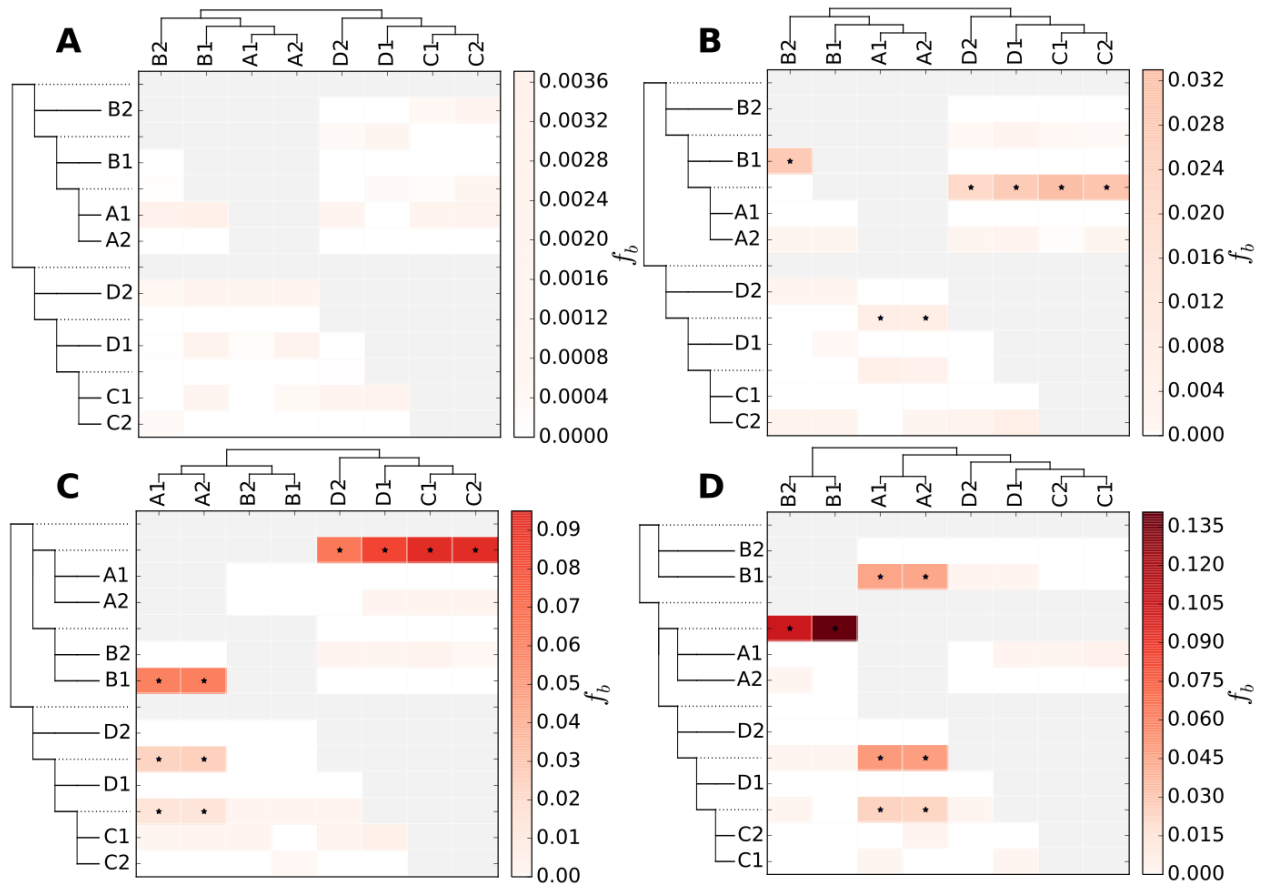 A
B2 B1 A1 A2 D2 D1 C1 C2
B2
B1
A1
A2
D2
D1
C1
C2
0.0036
0.0032
0.0028
0.0024
0.0020
0.0016
0.0012
0.0008
0.0004
0.0000
f_b
B
B2 B1 A1 A2 D2 D1 C1 C2
B2
B1
A1
A2
D2
D1
C1
C2
0.032
0.028
0.024
0.020
0.016
0.012
0.008
0.004
0.000
f_b
C
A1 A2 B2 B1 D2 D1 C1 C2
A1
A2
B2
B1
D2
D1
C1
C2
0.09
0.08
0.07
0.06
0.05
0.04
0.03
0.02
0.01
0.00
f_b
D
B2 B1 A1 A2 D2 D1 C2 C1
B2
B1
A1
A2
D2
D1
C2
C1
0.135
0.120
0.105
0.090
0.075
0.060
0.045
0.030
0.015
0.000
f_b